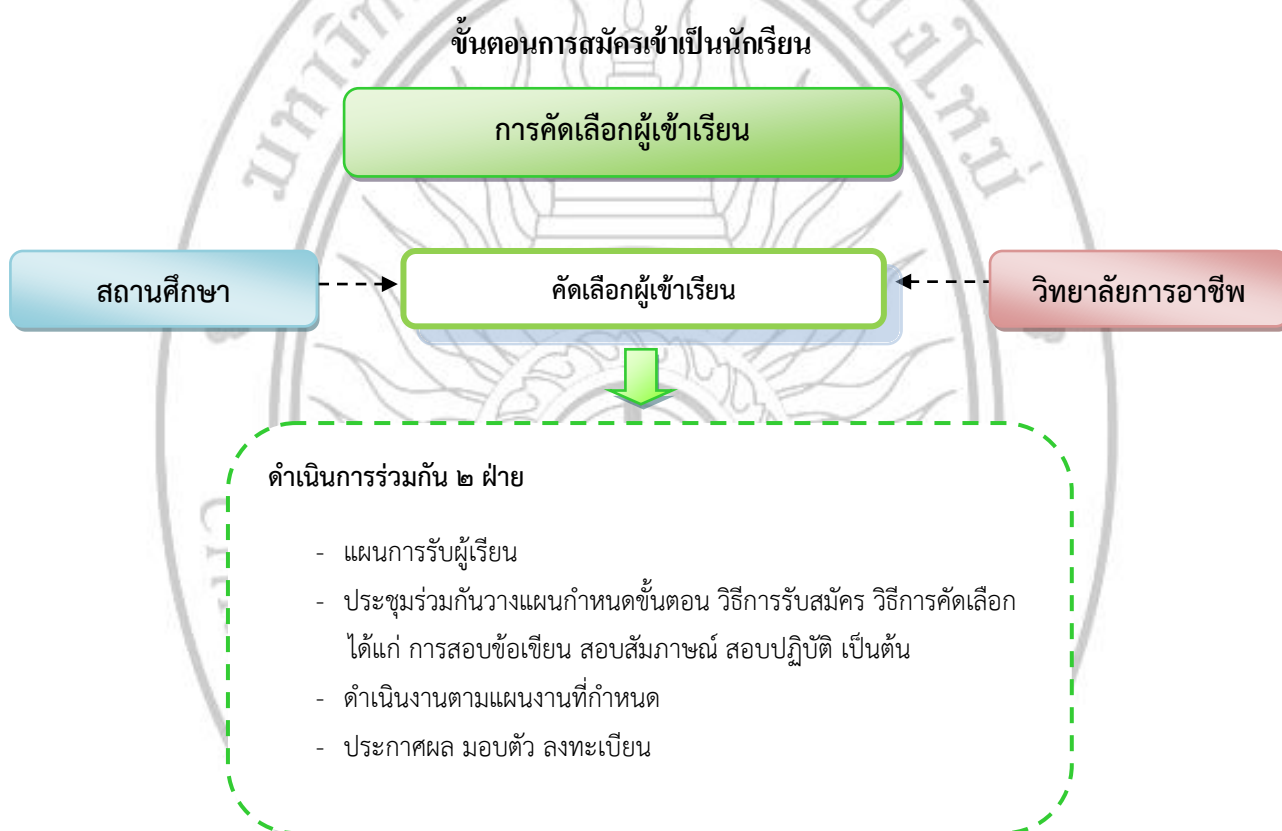 ขั้นตอนการสมัครเข้าเป็นนักเรียน
การคัดเลือกผู้เข้าเรียน
สถานศึกษา
คัดเลือกผู้เข้าเรียน
วิทยาลัยการอาชีพ
ดำเนินการร่วมกัน ๒ ฝ่าย
- แผนการรับผู้เรียน
- ประชุมร่วมกันวางแผนกำหนดขั้นตอน วิธีการรับสมัคร วิธีการคัดเลือก
ได้แก่ การสอบข้อเขียน สอบสัมภาษณ์ สอบปฏิบัติ เป็นต้น
- ดำเนินงานตามแผนงานที่กำหนด
- ประกาศผล มอบตัว ลงทะเบียน